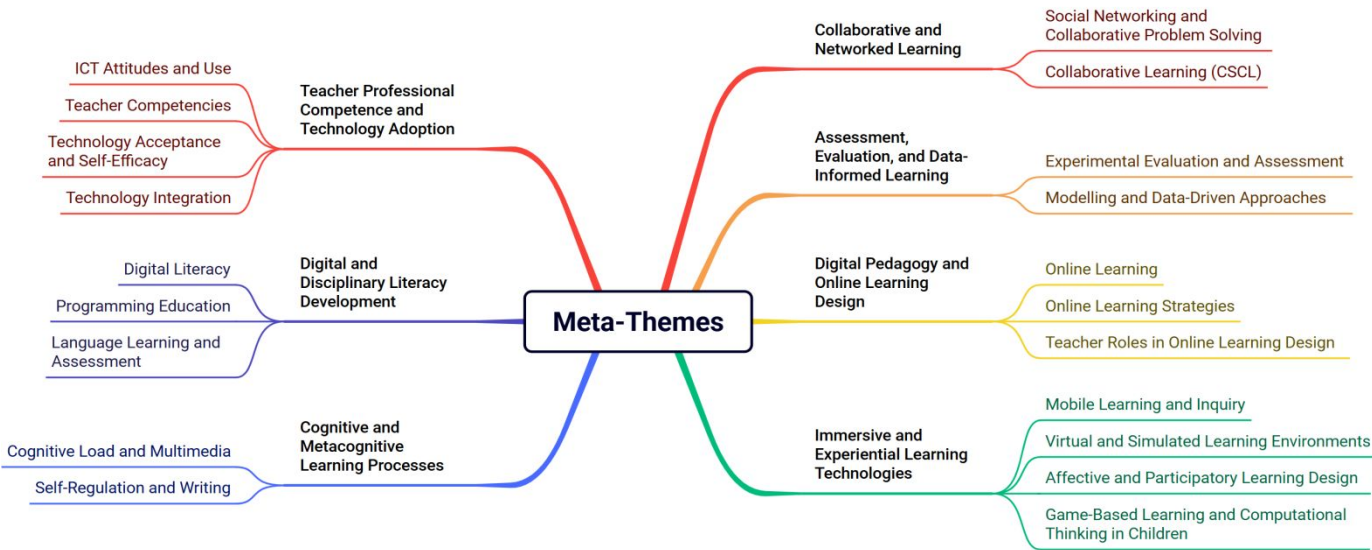 Meta-Themes
Teacher Professional
Competence and
Technology Adoption
ICT Attitudes and Use
Teacher Competencies
Technology Acceptance
and Self-Efficacy
Technology Integration
Digital and
Disciplinary Literacy
Development
Digital Literacy
Programming Education
Language Learning and
Assessment
Cognitive and
Metacognitive
Learning Processes
Cognitive Load and Multimedia
Self-Regulation and Writing
Collaborative and
Networked Learning
Social Networking and
Collaborative Problem Solving
Collaborative Learning (CSCL)
Assessment,
Evaluation, and Data-
Informed Learning
Experimental Evaluation and Assessment
Modelling and Data-Driven Approaches
Digital Pedagogy and
Online Learning
Design
Online Learning
Online Learning Strategies
Teacher Roles in Online Learning Design
Immersive and
Experiential Learning
Technologies
Mobile Learning and Inquiry
Virtual and Simulated Learning Environments
Affective and Participatory Learning Design
Game-Based Learning and Computational
Thinking in Children